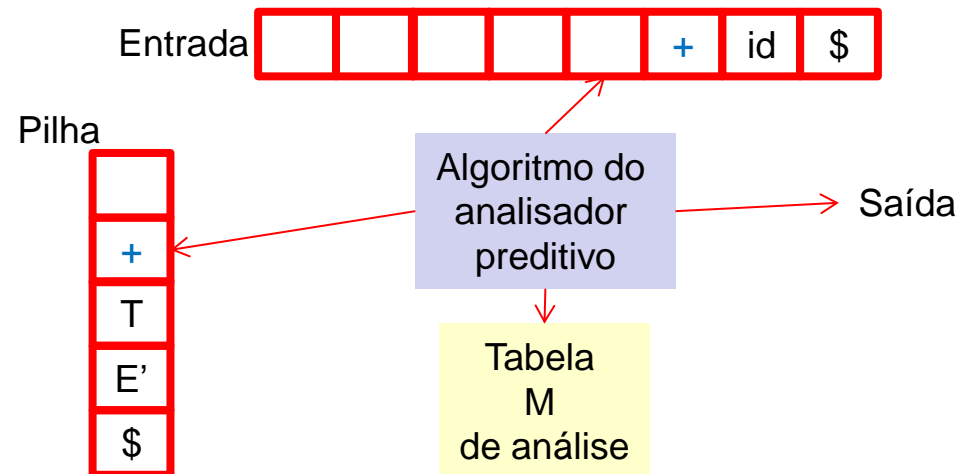 Entrada
+ id $
Pilha
+
T
E’
$
Algoritmo do
analisador
preditivo
Saída
Tabela
M
de análise